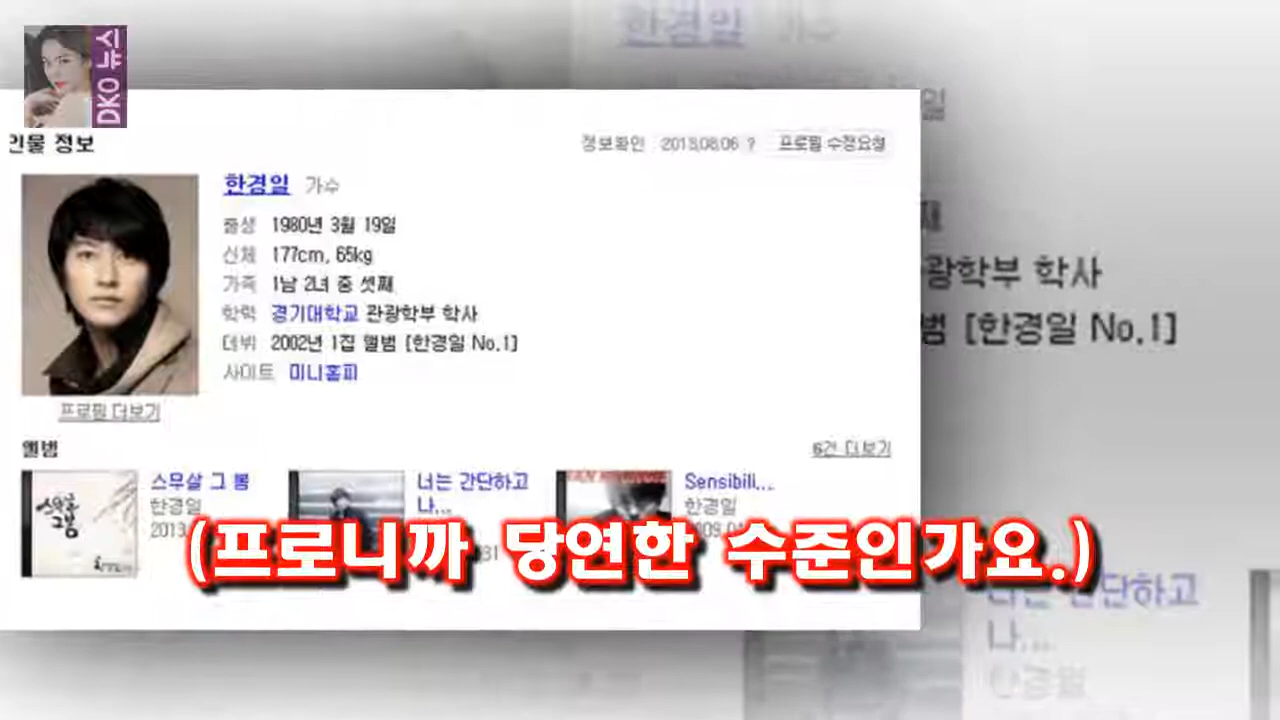 DKO 뉴스
인물 정보
정보확인 2013.08.06 ? 프로필 수정요청
한경일 가수
출생 1980년 3월 19일
신체 177cm, 65kg
가족 1남 2녀 중 셋째
학력 경기대학교 관광학부 학사
데뷔 2002년 1집 앨범 [한경일 No.1]
사이트 미니홈피
프로필 더보기
앨범
6건 더보기
스무살 그 봄
한경일
2013.
너는 간단하고
나...
Sensibili...
한경일
(프로니까 당연한 수준인가요.)
한경일 가수
광학부 학사
범 [한경일 No.1]
너는 간단하고
나...
한경일